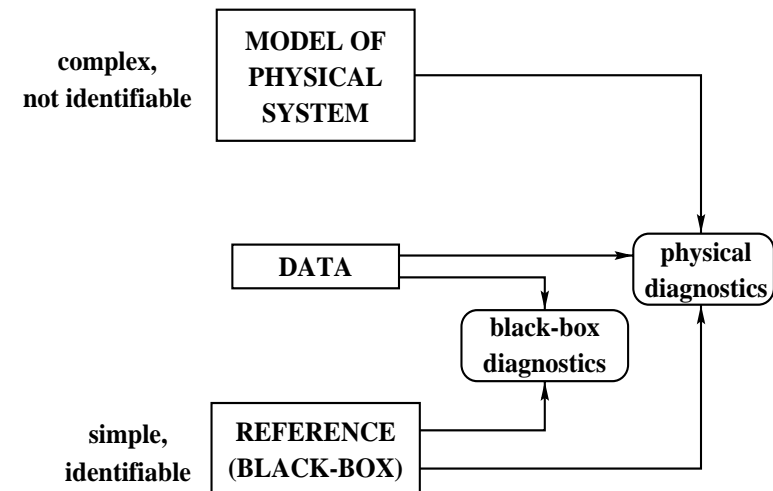 complex,
not identifiable
MODEL OF
PHYSICAL
SYSTEM
DATA
physical
diagnostics
black-box
diagnostics
simple,
identifiable
REFERENCE
(BLACK-BOX)